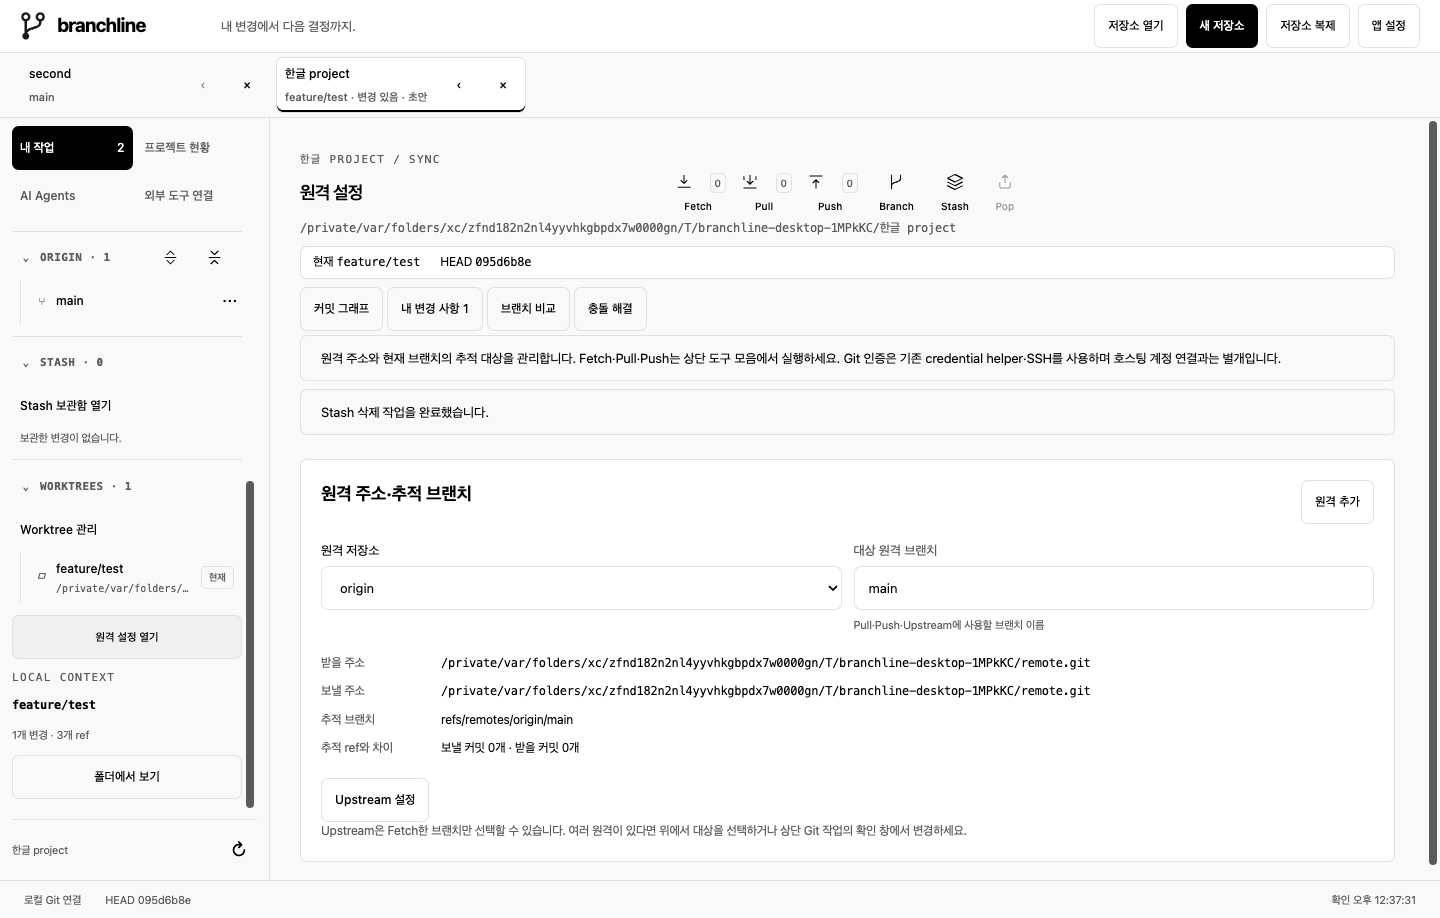 branchline
내 변경에서 다음 결정까지.
저장소 열기
새 저장소
저장소 복제
앱 설정
second
main
한글 project
feature/test · 변경 있음 · 초안
내 작업 2
프로젝트 현황
AI Agents
외부 도구 연결
ORIGIN · 1
main
STASH · 0
Stash 보관함 열기
보관한 변경이 없습니다.
WORKTREES · 1
Worktree 관리
feature/test
/private/var/folders/…
현재
원격 설정 열기
LOCAL CONTEXT
feature/test
1개 변경 · 3개 ref
폴더에서 보기
한글 project
한글 PROJECT / SYNC
원격 설정
0
Fetch
0
Pull
0
Push
Branch
Stash
Pop
/private/var/folders/xc/zfnd182n2nl4yyvhkgbpdx7w0000gn/T/branchline-desktop-1MPkKC/한글 project
현재 feature/test HEAD 095d6b8e
커밋 그래프
내 변경 사항 1
브랜치 비교
충돌 해결
원격 주소와 현재 브랜치의 추적 대상을 관리합니다. Fetch·Pull·Push는 상단 도구 모음에서 실행하세요. Git 인증은 기존 credential helper·SSH를 사용하며 호스팅 계정 연결과는 별개입니다.
Stash 삭제 작업을 완료했습니다.
원격 주소·추적 브랜치
원격 추가
원격 저장소
origin
대상 원격 브랜치
main
Pull·Push·Upstream에 사용할 브랜치 이름
받을 주소 /private/var/folders/xc/zfnd182n2nl4yyvhkgbpdx7w0000gn/T/branchline-desktop-1MPkKC/remote.git
보낼 주소 /private/var/folders/xc/zfnd182n2nl4yyvhkgbpdx7w0000gn/T/branchline-desktop-1MPkKC/remote.git
추적 브랜치 refs/remotes/origin/main
추적 ref와 차이 보낼 커밋 0개 · 받을 커밋 0개
Upstream 설정
Upstream은 Fetch한 브랜치만 선택할 수 있습니다. 여러 원격이 있다면 위에서 대상을 선택하거나 상단 Git 작업의 확인 창에서 변경하세요.
로컬 Git 연결
HEAD 095d6b8e
확인 오후 12:37:31